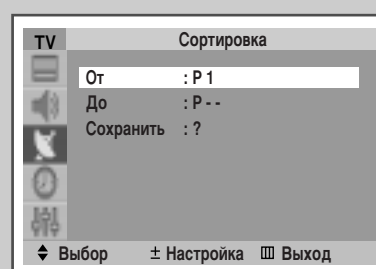 TV Сортировка
От : P 1
До : P - -
Сохранить : ?
Выбор ± Настройка Выход